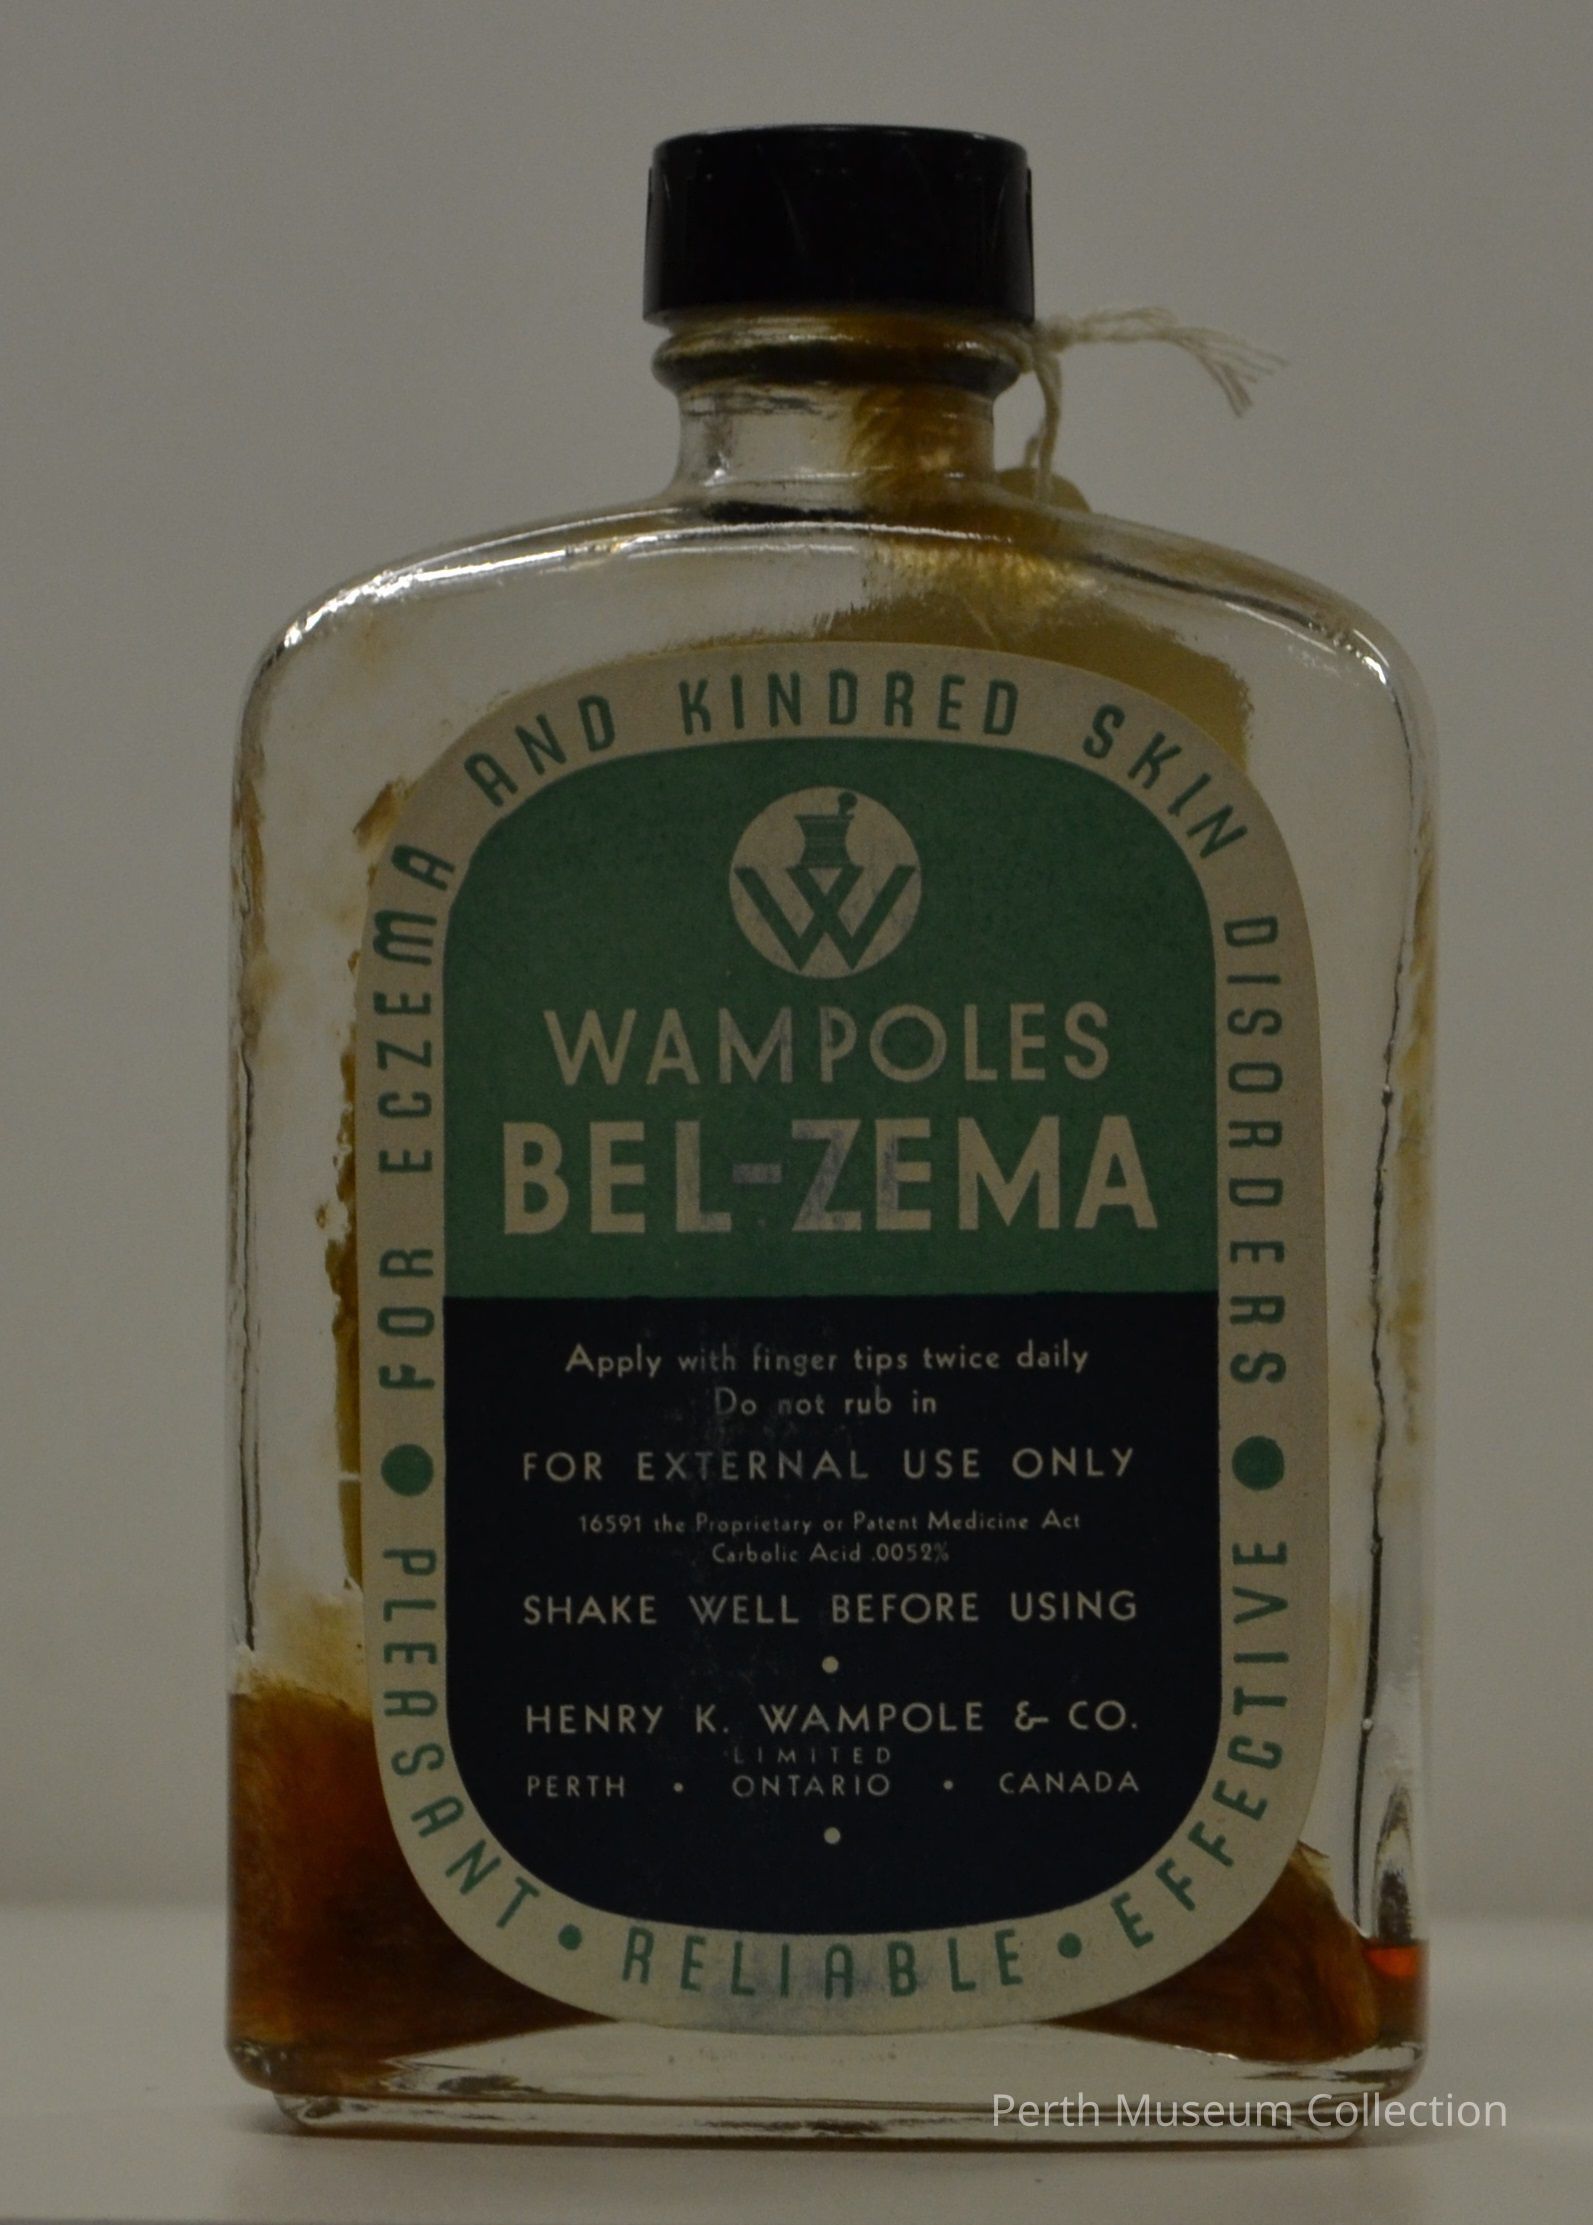 FOR ECZEMA AND KINDRED SKIN DISORDERS
W
WAMPOLES
BEL-ZEMA
Apply with finger tips twice daily
Do not rub in
FOR EXTERNAL USE ONLY
16591 the Proprietary or Patent Medicine Act
Carbolic Acid .0052%
SHAKE WELL BEFORE USING
•
HENRY K. WAMPOLE & CO.
LIMITED
PERTH • ONTARIO • CANADA
•
• PLEASANT • RELIABLE • EFFECTIVE •
Perth Museum Collection